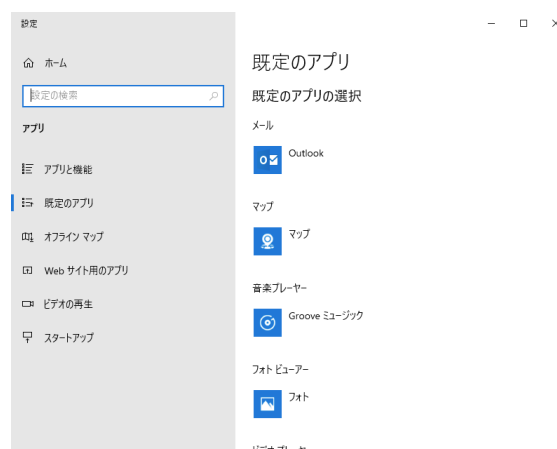 設定
ホーム
設定の検索
アプリ
アプリと機能
既定のアプリ
オフライン マップ
Web サイト用のアプリ
ビデオの再生
スタートアップ
既定のアプリ
既定のアプリの選択
メール
Outlook
マップ
マップ
音楽プレーヤー
Groove ミュージック
フォト ビューアー
フォト